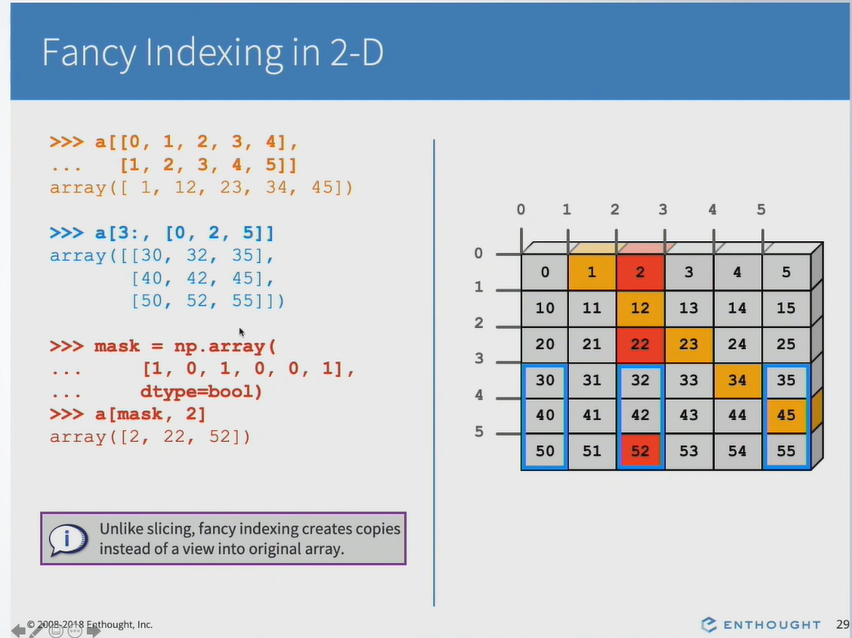 Fancy Indexing in 2-D
>>> a[[0, 1, 2, 3, 4],
...   [1, 2, 3, 4, 5]]
array([ 1, 12, 23, 34, 45])
>>> a[3:, [0, 2, 5]]
array([[30, 32, 35],
       [40, 42, 45],
       [50, 52, 55]])
>>> mask = np.array(
...     [1, 0, 1, 0, 0, 1],
...     dtype=bool)
>>> a[mask, 2]
array([2, 22, 52])
Unlike slicing, fancy indexing creates copies
instead of a view into original array.
0 1 2 3 4 5
0
1
2
3
4
5
0 1 2 3 4 5
10 11 12 13 14 15
20 21 22 23 24 25
30 31 32 33 34 35
40 41 42 43 44 45
50 51 52 53 54 55
© 2008-2018 Enthought, Inc.
ENTHOUGHT 29